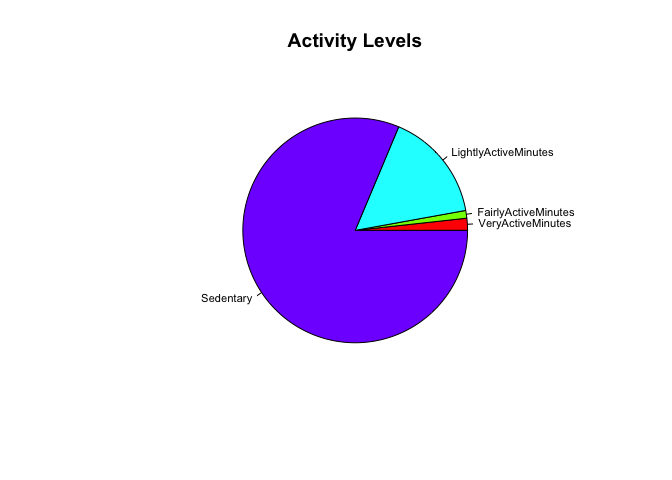 Activity Levels
LightlyActiveMinutes
FairlyActiveMinutes
VeryActiveMinutes
Sedentary